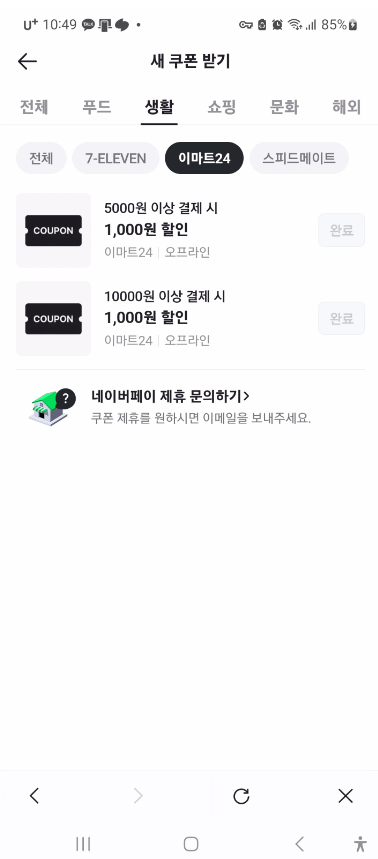 U+ 10:49 TALK 85%
새 쿠폰 받기
전체 푸드 생활 쇼핑 문화 해외
전체 7-ELEVEN 이마트24 스피드메이트
5000원 이상 결제 시
COUPON 1,000원 할인 완료
이마트24 | 오프라인
10000원 이상 결제 시
COUPON 1,000원 할인 완료
이마트24 | 오프라인
? 네이버페이 제휴 문의하기>
쿠폰 제휴를 원하시면 이메일을 보내주세요.